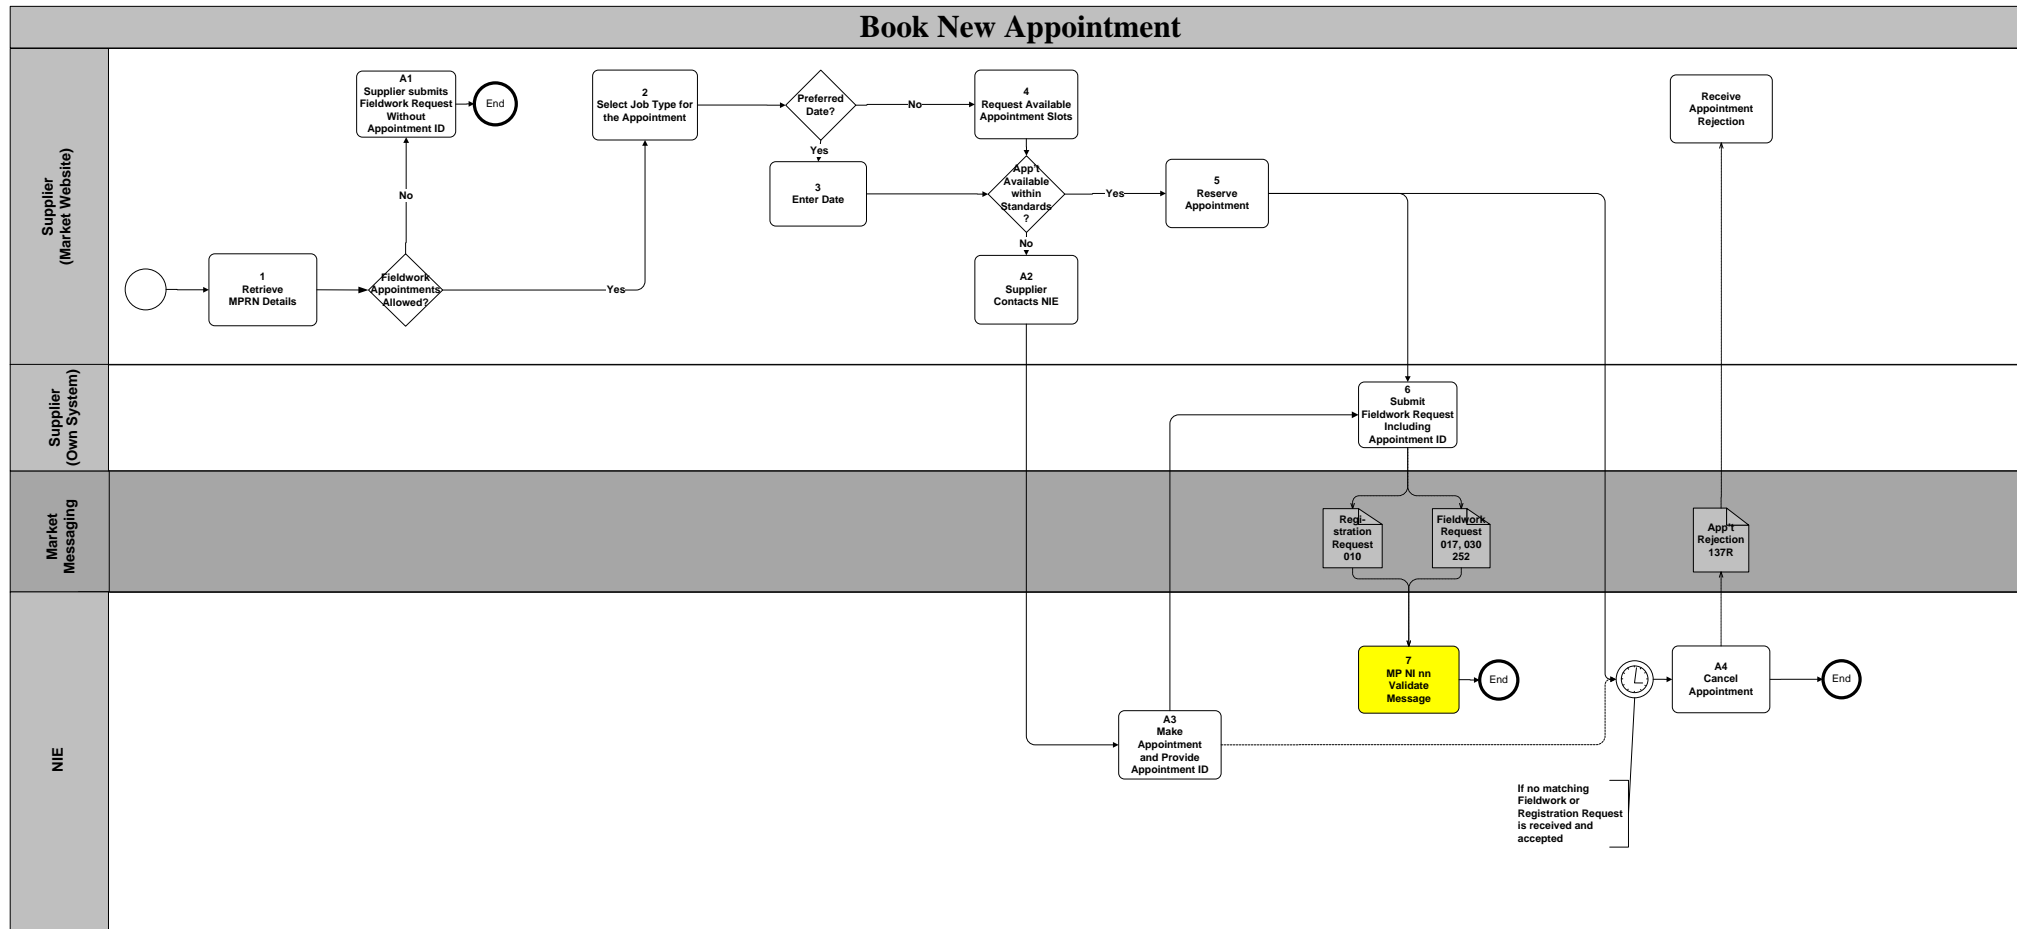 Book New Appointment
Supplier
(Market Website)
A1
Supplier submits
Fieldwork Request
Without
Appointment ID
End
2
Select Job Type for
the Appointment
Preferred
Date?
No
4
Request Available
Appointment Slots
Receive
Appointment
Rejection
Yes
No
3
Enter Date
App't
Available
within
Standards
?
Yes
5
Reserve
Appointment
No
1
Retrieve
MPRN Details
Fieldwork
Appointments
Allowed?
Yes
A2
Supplier
Contacts NIE
Supplier
(Own System)
6
Submit
Fieldwork Request
Including
Appointment ID
Market
Messaging
Regi-
stration
Request
010
Fieldwork
Request
017, 030
252
App't
Rejection
137R
NIE
7
MP NI nn
Validate
Message
End
A4
Cancel
Appointment
End
A3
Make
Appointment
and Provide
Appointment ID
If no matching
Fieldwork or
Registration Request
is received and
accepted